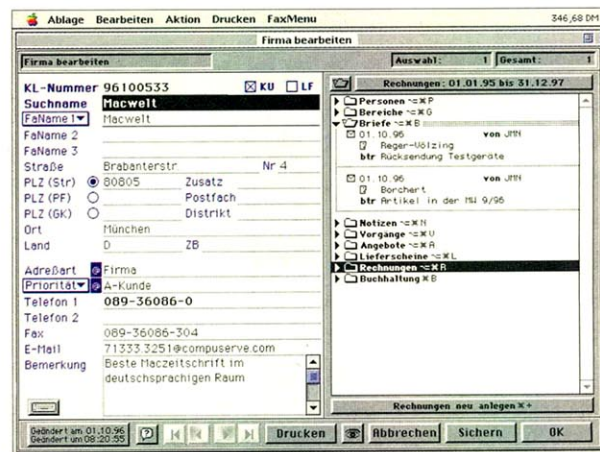 Ablage Bearbeiten Aktion Drucken FaxMenu 346,68 DM
Firma bearbeiten
Firma bearbeiten Auswahl: 1 Gesamt: 1
KL-Nummer 96100533 KU LF
Suchname Macwelt
FaName 1 Macwelt
FaName 2
FaName 3
Straße Brabanterstr. Nr 4
PLZ (Str) 80805 Zusatz
PLZ (PF) Postfach
PLZ (GK) Distrikt
Ort München
Land D ZB
Adreßart Firma
Priorität A-Kunde
Telefon 1 089-36086-0
Telefon 2
Fax 089-36086-304
E-Mail 71333.3251@compuserve.com
Bemerkung Beste Maczeitschrift im
deutschsprachigen Raum
Rechnungen: 01.01.95 bis 31.12.97
Personen ~=⌘P
Bereiche ~=⌘G
Briefe ~=⌘B
01.10.96 von JMN
Reger-Völzing
btr Rücksendung Testgeräte
01.10.96 von JMN
Borchert
btr Artikel in der MW 9/96
Notizen ~=⌘N
Vorgänge ~=⌘V
Angebote ~=⌘A
Lieferscheine ~=⌘L
Rechnungen ~=⌘R
Buchhaltung ⌘B
Rechnungen neu anlegen ⌘+
Geändert am 01.10.96
Geändert um 08:20:55
Drucken Abbrechen Sichern OK